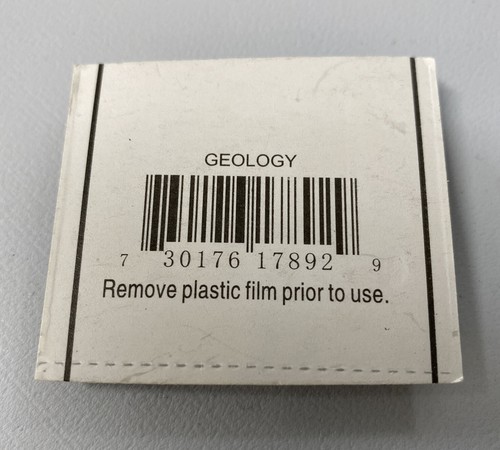 GEOLOGY
7 30176 17892 9
Remove plastic film prior to use.